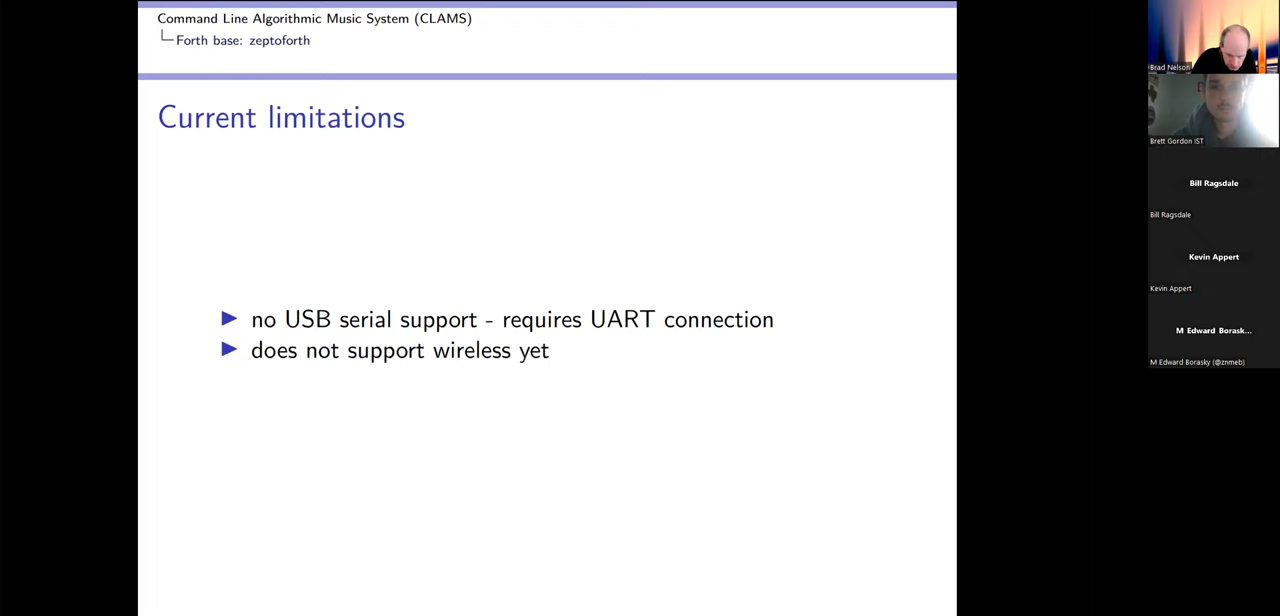 Command Line Algorithmic Music System (CLAMS)
Forth base: zeptoforth
Current limitations
no USB serial support - requires UART connection
does not support wireless yet
Brad Nelson
Brett Gordon IST
Bill Ragsdale
Bill Ragsdale
Kevin Appert
Kevin Appert
M Edward Borask...
M Edward Borasky (@znmeb)